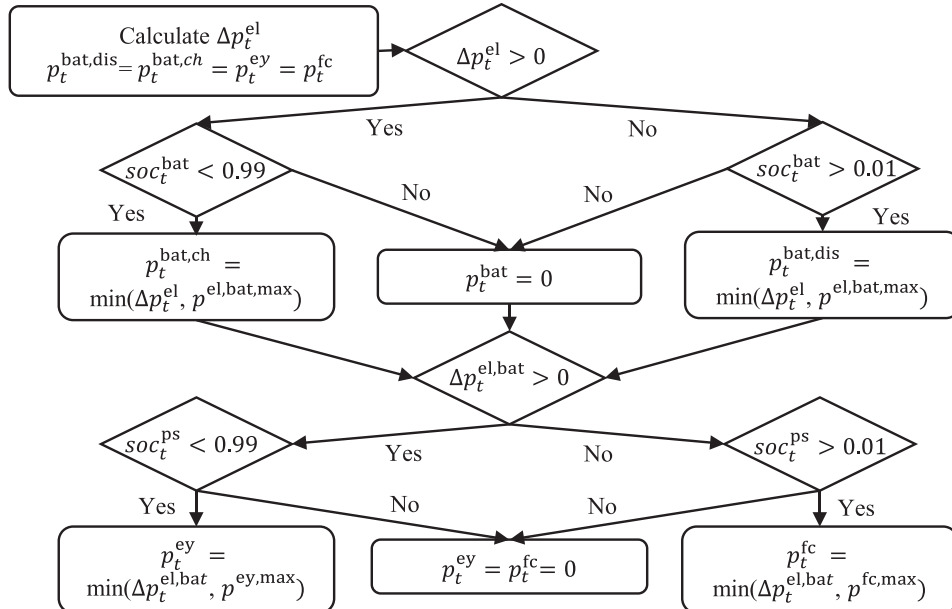 Calculate Δp_t^el
p_t^bat,dis = p_t^bat,ch = p_t^ey = p_t^fc
Δp_t^el > 0
Yes
No
soc_t^bat < 0.99
soc_t^bat > 0.01
No
No
Yes
Yes
p_t^bat,ch =
min(Δp_t^el, p^el,bat,max)
p_t^bat = 0
p_t^bat,dis =
min(Δp_t^el, p^el,bat,max)
Δp_t^el,bat > 0
soc_t^ps < 0.99
Yes
No
soc_t^ps > 0.01
Yes
No
No
Yes
p_t^ey =
min(Δp_t^el,bat, p^ey,max)
p_t^ey = p_t^fc = 0
p_t^fc =
min(Δp_t^el,bat, p^fc,max)